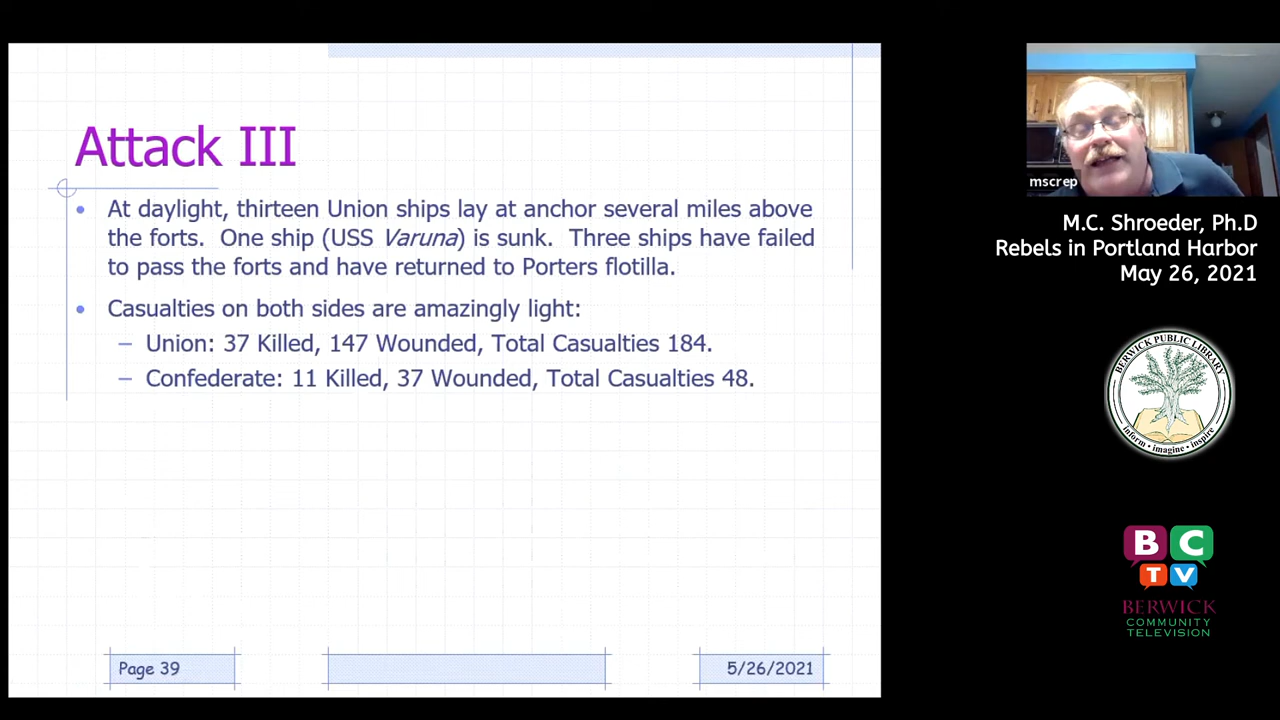 Attack III
• At daylight, thirteen Union ships lay at anchor several miles above
the forts. One ship (USS Varuna) is sunk. Three ships have failed
to pass the forts and have returned to Porters flotilla.
• Casualties on both sides are amazingly light:
– Union: 37 Killed, 147 Wounded, Total Casualties 184.
– Confederate: 11 Killed, 37 Wounded, Total Casualties 48.
Page 39
5/26/2021
mscrep
M.C. Shroeder, Ph.D
Rebels in Portland Harbor
May 26, 2021
BERWICK PUBLIC LIBRARY
inform • imagine • inspire
B C
T V
BERWICK
COMMUNITY
TELEVISION